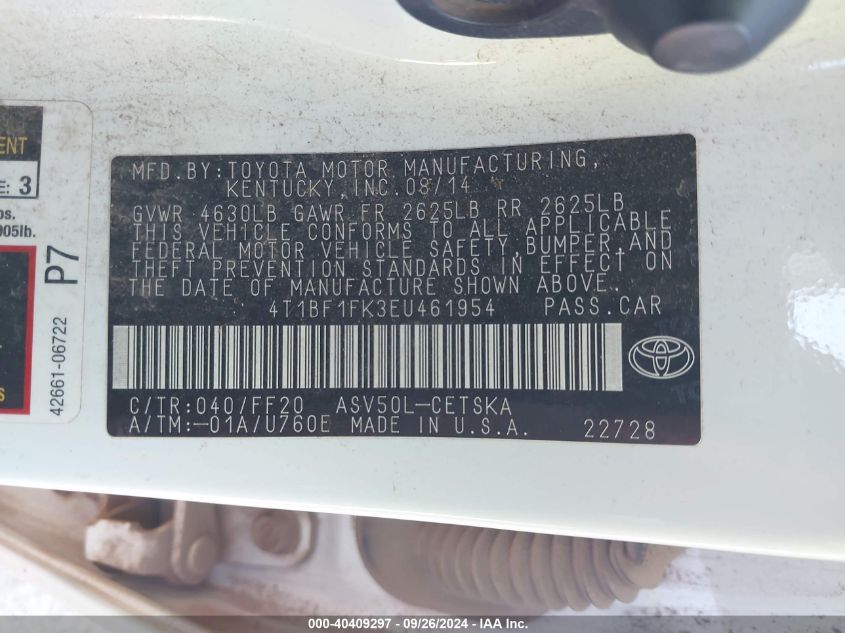 ENT
E: 3
bs.
905lb.
P7
42661-06722
S
MFD.BY:TOYOTA MOTOR MANUFACTURING,
KENTUCKY,INC.08/14
GVWR 4630LB GAWR FR 2625LB RR 2625LB
THIS VEHICLE CONFORMS TO ALL APPLICABLE
FEDERAL MOTOR VEHICLE SAFETY,BUMPER,AND
THEFT PREVENTION STANDARDS IN EFFECT ON
THE DATE OF MANUFACTURE SHOWN ABOVE.
4T1BF1FK3EU461954 PASS.CAR
C/TR:040/FF20 ASV50L-CETSKA
A/TM:-01A/U760E MADE IN U.S.A. 22728
000-40409297 - 09/26/2024 - IAA, Inc.